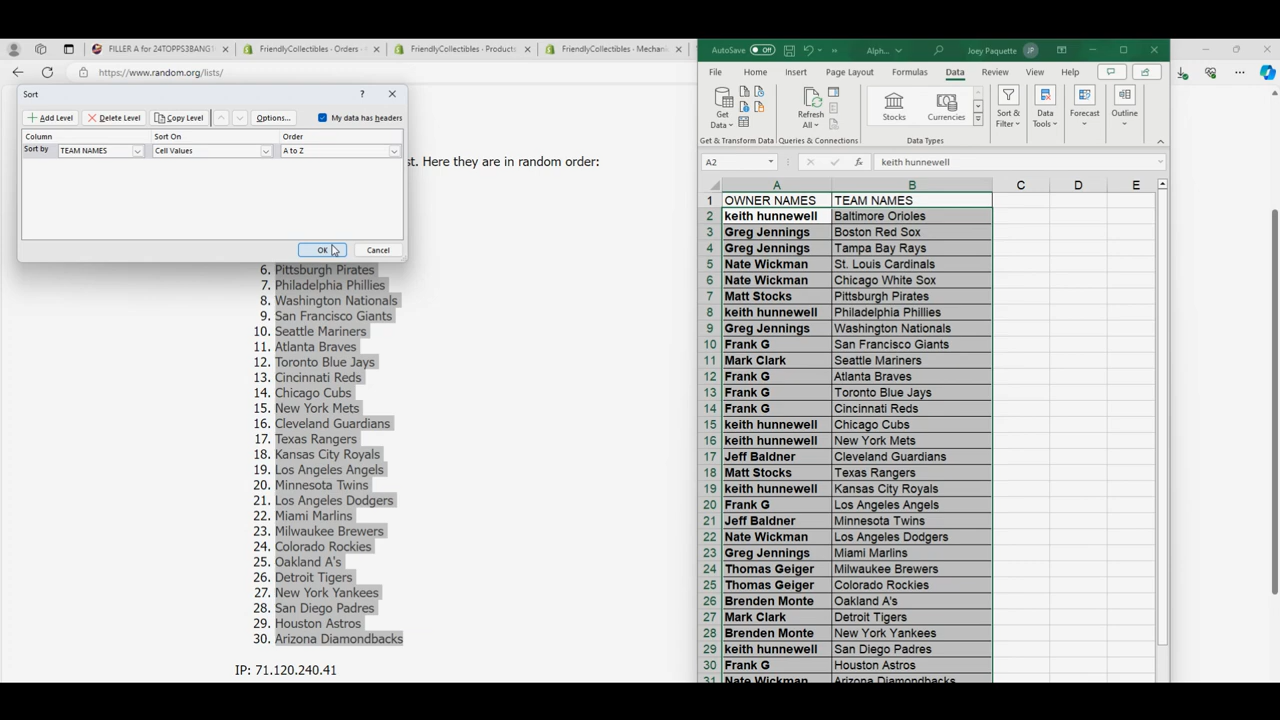 FILLER A for 24TOPPS3BANG1
FriendlyCollectibles · Orders ·
FriendlyCollectibles · Products ·
FriendlyCollectibles · Mechani
https://www.random.org/lists/
Sort
?
Add Level
Delete Level
Copy Level
Options...
My data has headers
Column
Sort On
Order
Sort by
TEAM NAMES
Cell Values
A to Z
OK
Cancel
st. Here they are in random order:
6. Pittsburgh Pirates
7. Philadelphia Phillies
8. Washington Nationals
9. San Francisco Giants
10. Seattle Mariners
11. Atlanta Braves
12. Toronto Blue Jays
13. Cincinnati Reds
14. Chicago Cubs
15. New York Mets
16. Cleveland Guardians
17. Texas Rangers
18. Kansas City Royals
19. Los Angeles Angels
20. Minnesota Twins
21. Los Angeles Dodgers
22. Miami Marlins
23. Milwaukee Brewers
24. Colorado Rockies
25. Oakland A's
26. Detroit Tigers
27. New York Yankees
28. San Diego Padres
29. Houston Astros
30. Arizona Diamondbacks
IP: 71.120.240.41
AutoSave Off
Alph...
Joey Paquette JP
File Home Insert Page Layout Formulas Data Review View Help
Get
Data
Refresh
All
Stocks
Currencies
Sort &
Filter
Data
Tools
Forecast
Outline
Get & Transform Data
Queries & Connections
Data Types
A2
fx
keith hunnewell
A B C D E
1 OWNER NAMES TEAM NAMES
2 keith hunnewell Baltimore Orioles
3 Greg Jennings Boston Red Sox
4 Greg Jennings Tampa Bay Rays
5 Nate Wickman St. Louis Cardinals
6 Nate Wickman Chicago White Sox
7 Matt Stocks Pittsburgh Pirates
8 keith hunnewell Philadelphia Phillies
9 Greg Jennings Washington Nationals
10 Frank G San Francisco Giants
11 Mark Clark Seattle Mariners
12 Frank G Atlanta Braves
13 Frank G Toronto Blue Jays
14 Frank G Cincinnati Reds
15 keith hunnewell Chicago Cubs
16 keith hunnewell New York Mets
17 Jeff Baldner Cleveland Guardians
18 Matt Stocks Texas Rangers
19 keith hunnewell Kansas City Royals
20 Frank G Los Angeles Angels
21 Jeff Baldner Minnesota Twins
22 Nate Wickman Los Angeles Dodgers
23 Greg Jennings Miami Marlins
24 Thomas Geiger Milwaukee Brewers
25 Thomas Geiger Colorado Rockies
26 Brenden Monte Oakland A's
27 Mark Clark Detroit Tigers
28 Brenden Monte New York Yankees
29 keith hunnewell San Diego Padres
30 Frank G Houston Astros
31 Nate Wickman Arizona Diamondbacks